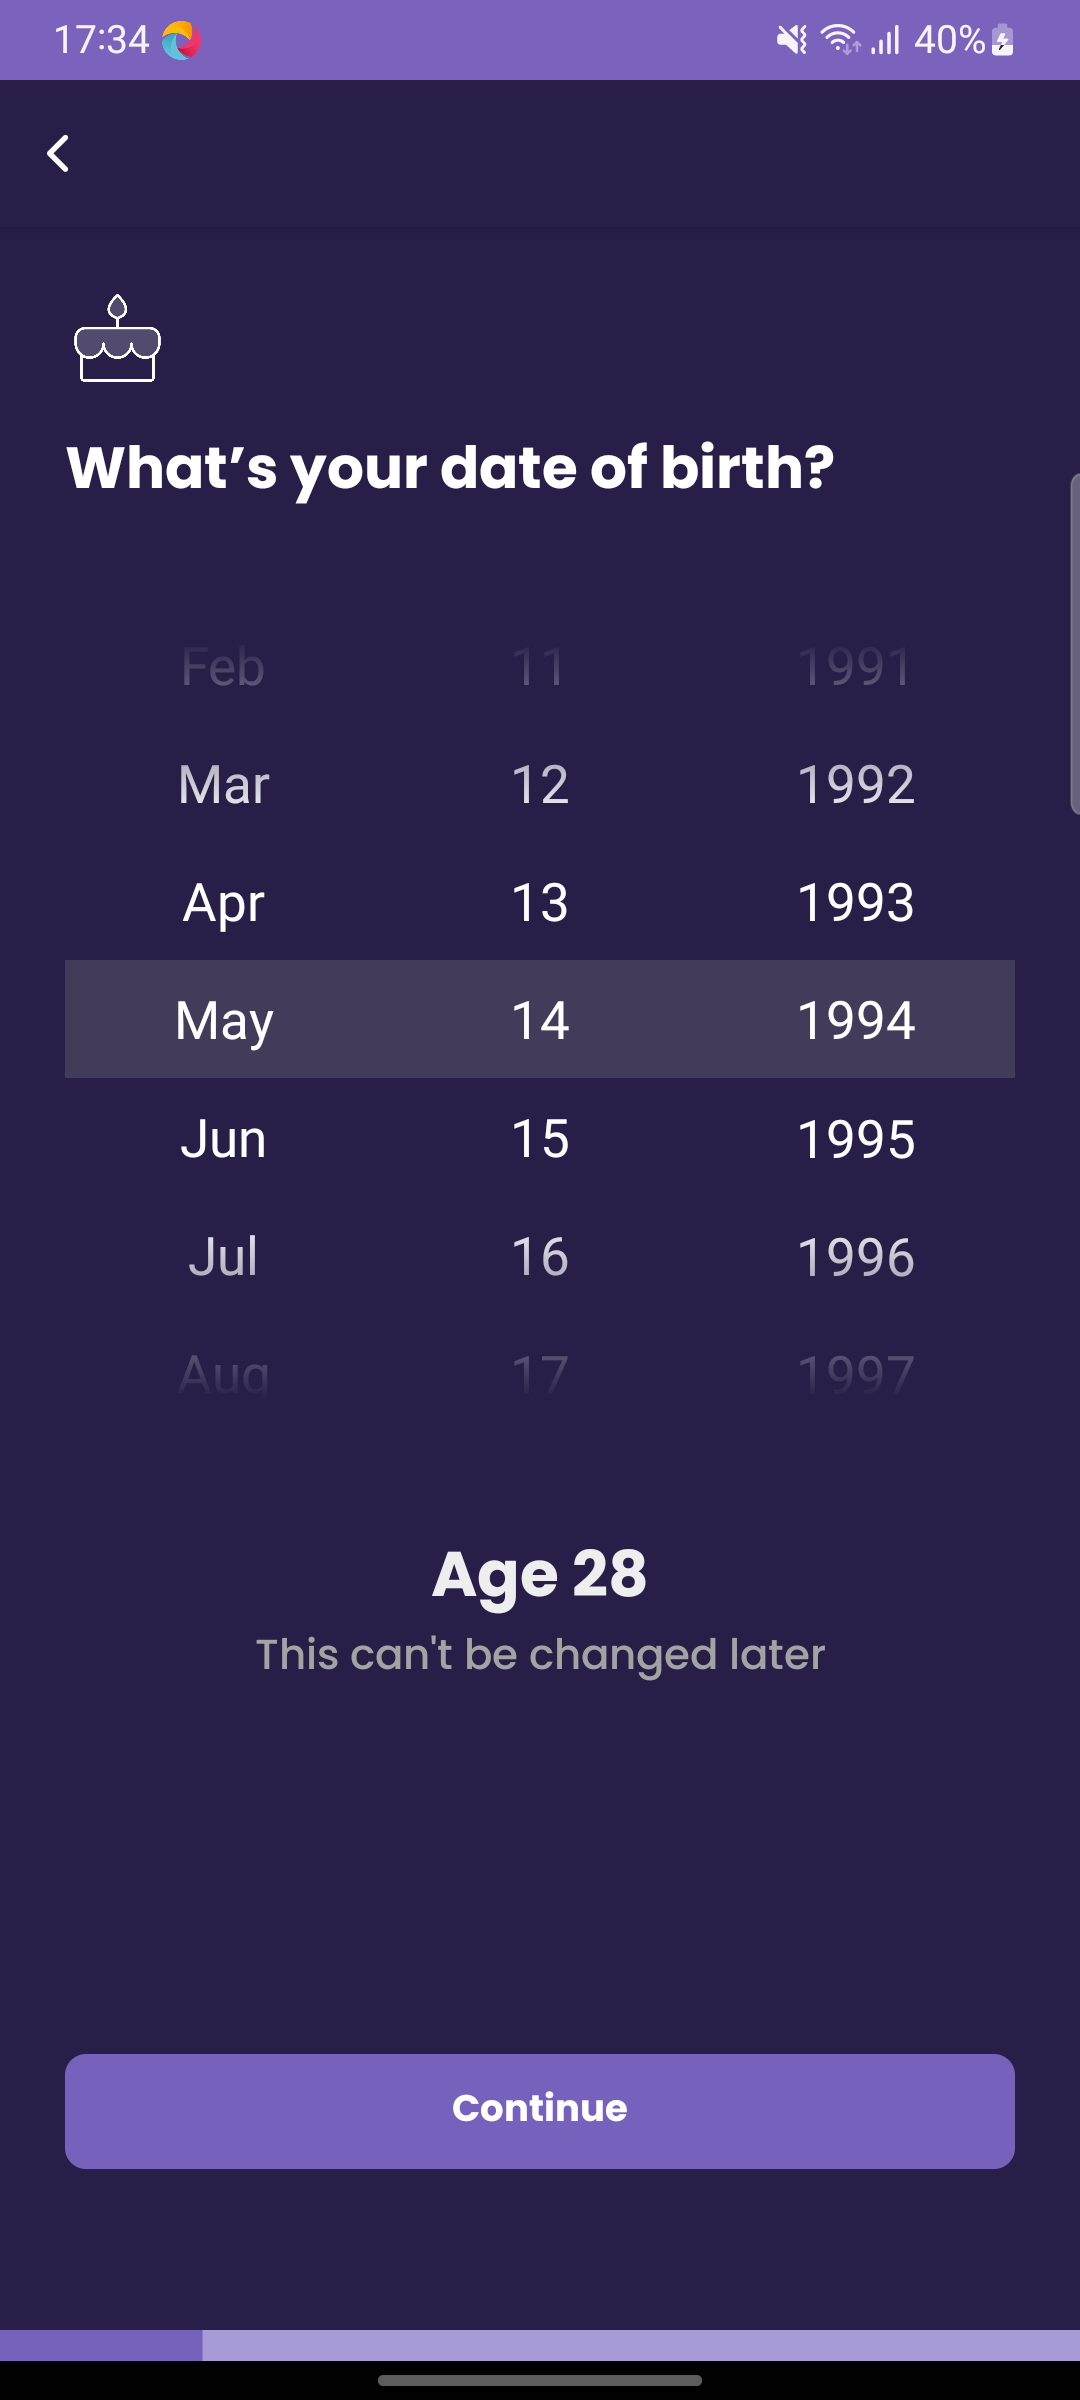 17:34 40%
What’s your date of birth?
Feb 11 1991
Mar 12 1992
Apr 13 1993
May 14 1994
Jun 15 1995
Jul 16 1996
Aug 17 1997
Age 28
This can't be changed later
Continue